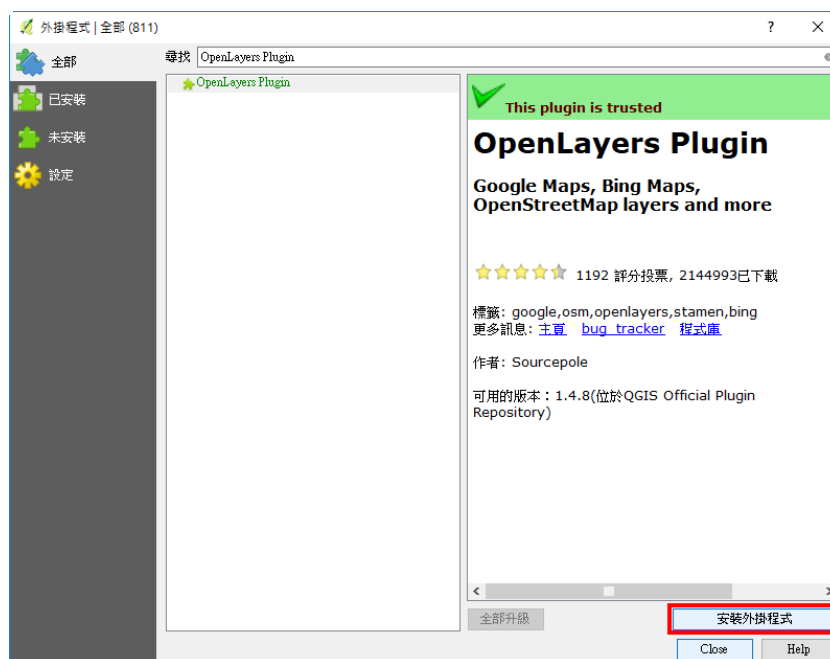 外掛程式 | 全部 (811)
?
全部
已安裝
未安裝
設定
尋找 OpenLayers Plugin
OpenLayers Plugin
This plugin is trusted
OpenLayers Plugin
Google Maps, Bing Maps,
OpenStreetMap layers and more
1192 評分投票, 2144993已下載
標籤: google,osm,openlayers,stamen,bing
更多訊息: 主頁 bug tracker 程式庫
作者: Sourcepole
可用的版本：1.4.8(位於QGIS Official Plugin
Repository)
全部升級
安裝外掛程式
Close
Help